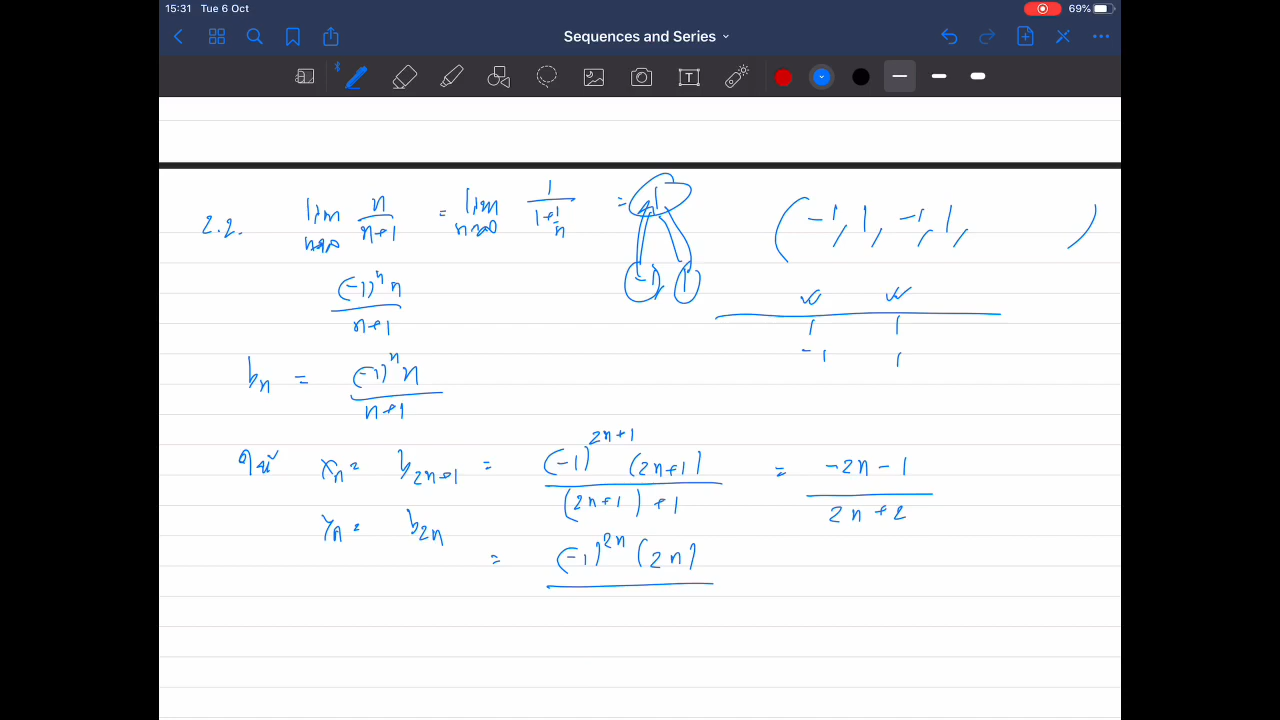 15:31 Tue 6 Oct 69%
Sequences and Series
T
2.2. lim n→∞ n/(n+1) = lim n→∞ 1/(1+1/n) = 1 (-1, 1, -1, 1, )
(-1)^n n/(n+1) -1, 1
1 1
-1 1
b_n = (-1)^n n/(n+1)
x_n = b_{2n+1} = (-1)^{2n+1} (2n+1)/((2n+1)+1) = (-2n-1)/(2n+2)
y_n = b_{2n} = (-1)^{2n} (2n)